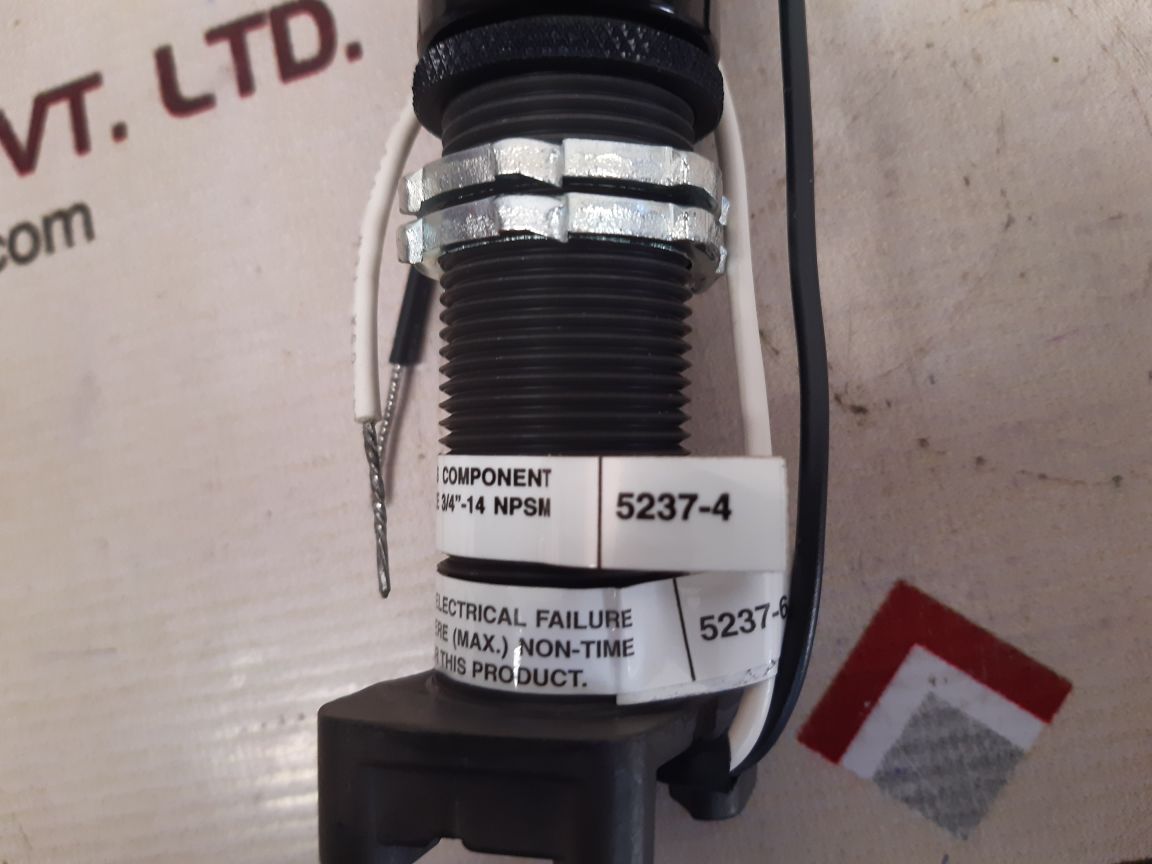 VT. LTD.
com
COMPONENT
3/4"-14 NPSM
5237-4
ELECTRICAL FAILURE
(MAX.) NON-TIME
THIS PRODUCT.
5237-6